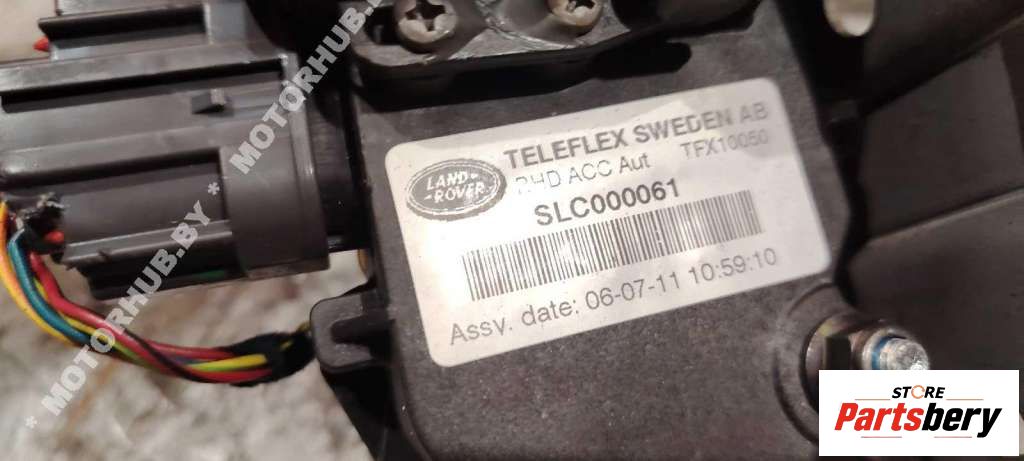 * MOTORHUB.BY * MOTORHUB.BY *
TELEFLEX SWEDEN AB
LAND-
-ROVER
RHD ACC Aut TFX10050
SLC000061
Assy. date: 06-07-11 10:59:10
STORE
Partsbery